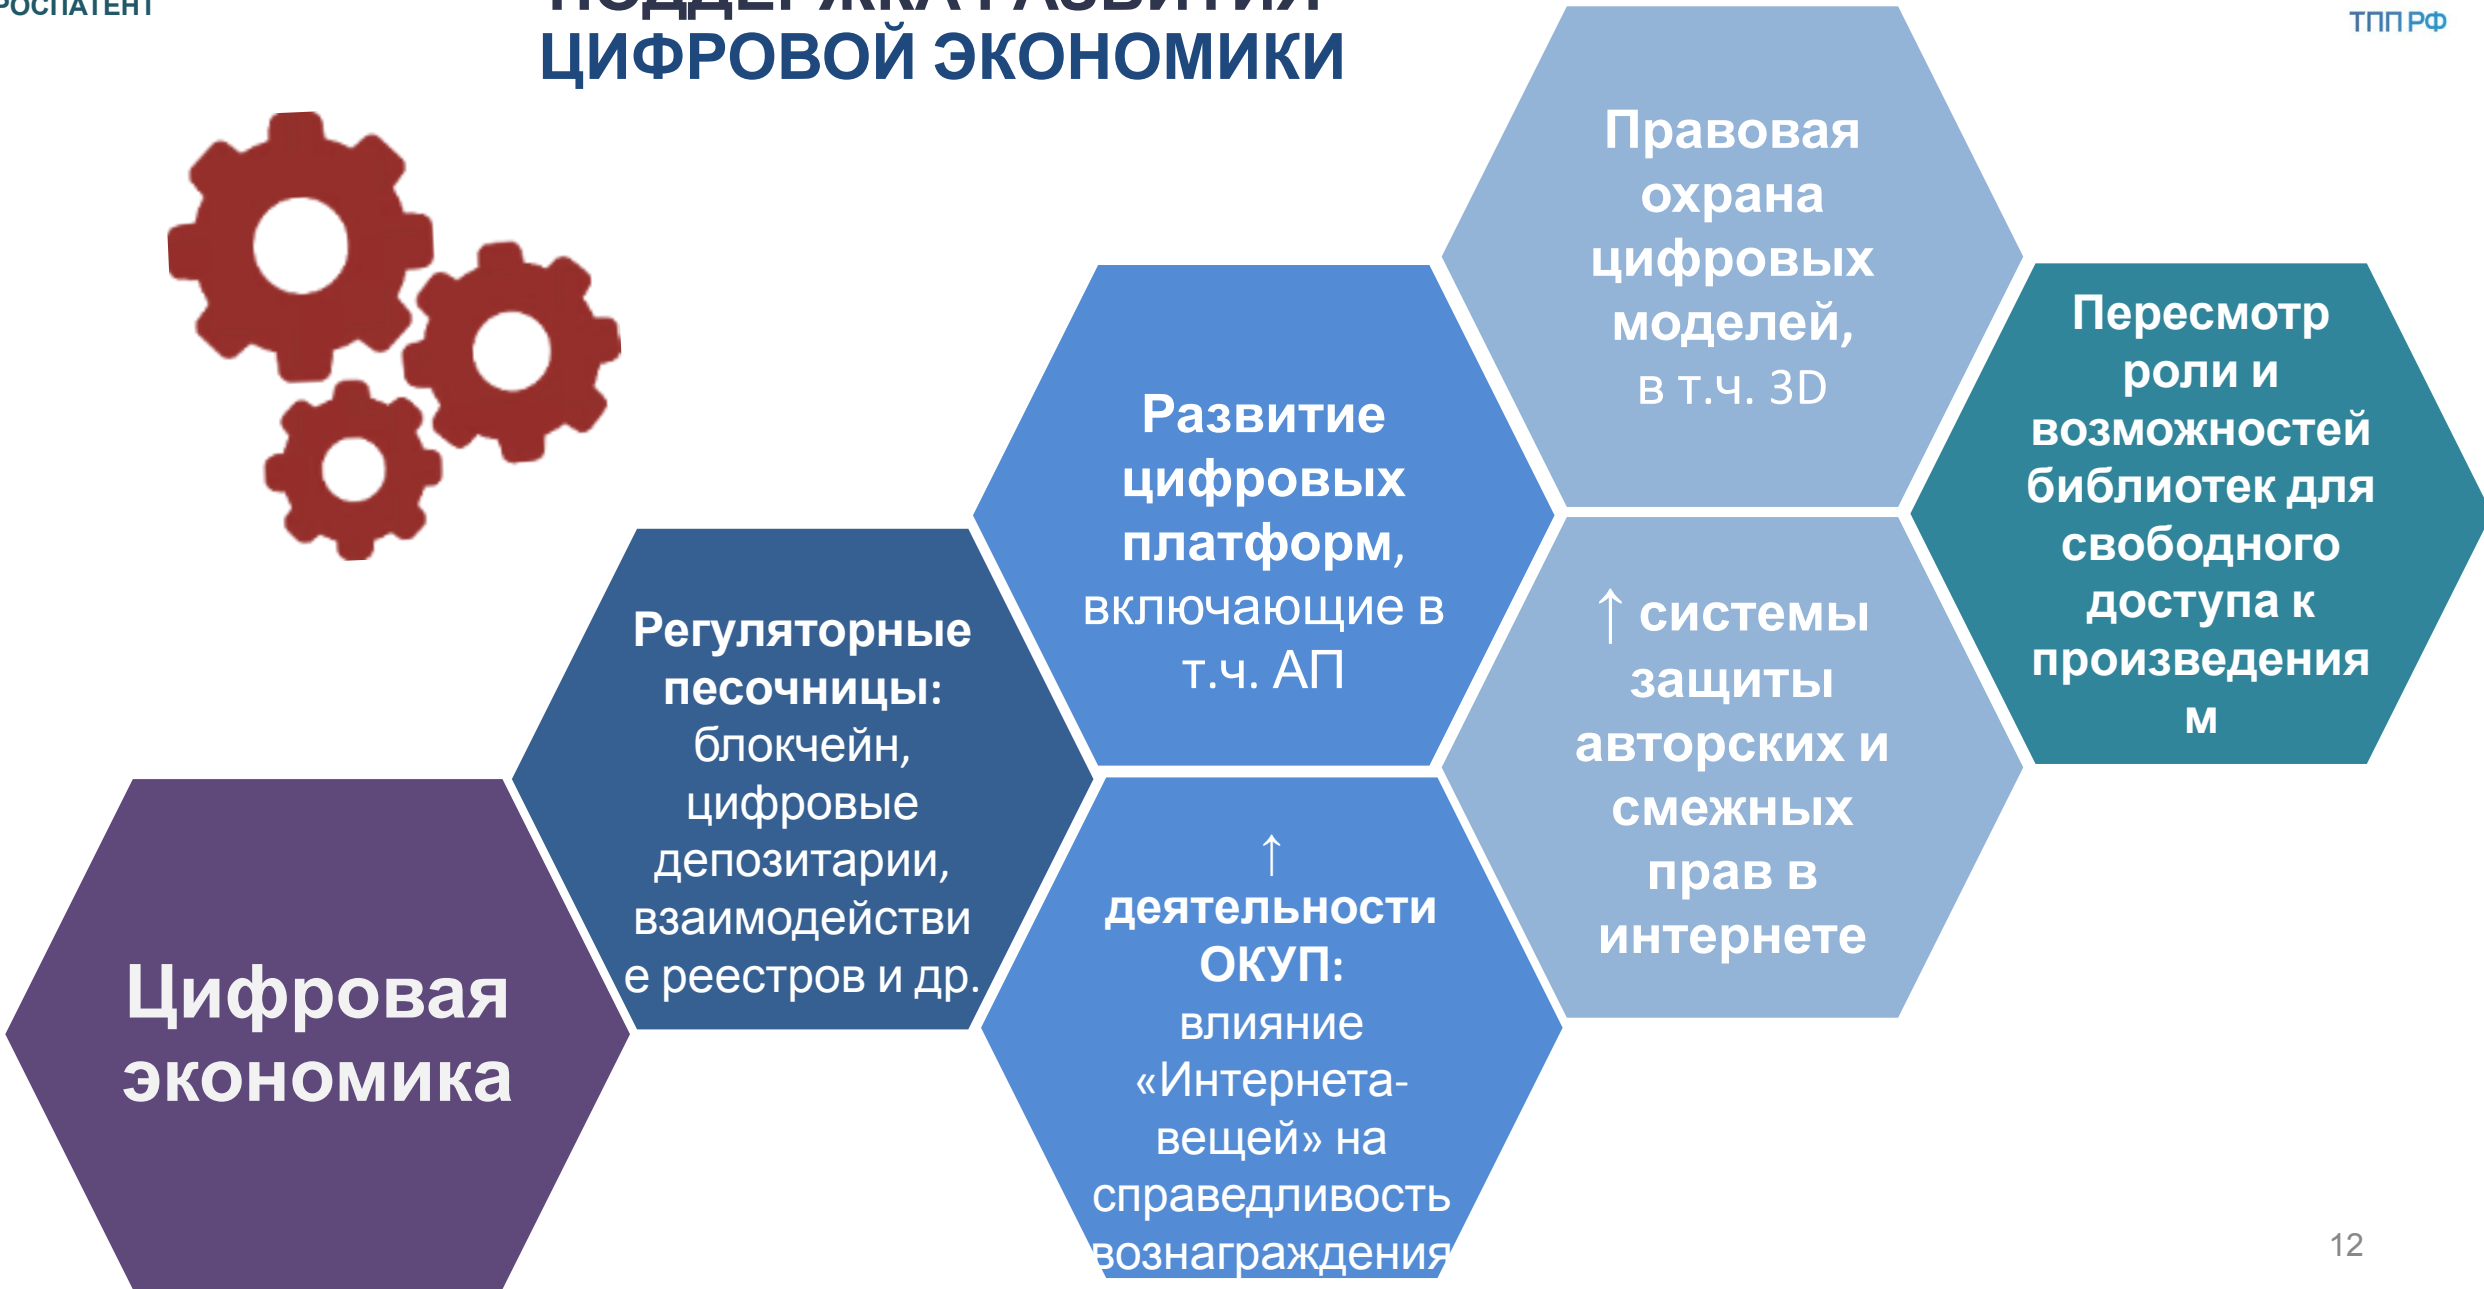 РОСПАТЕНТ
ПОДДЕРЖКА РАЗВИТИЯ
ЦИФРОВОЙ ЭКОНОМИКИ
ТПП РФ
Цифровая
экономика
Регуляторные
песочницы:
блокчейн,
цифровые
депозитарии,
взаимодействи
е реестров и др.
Развитие
цифровых
платформ,
включающие в
т.ч. АП
↑
деятельности
ОКУП:
влияние
«Интернета-
вещей» на
справедливость
вознаграждения
Правовая
охрана
цифровых
моделей,
в т.ч. 3D
↑ системы
защиты
авторских и
смежных
прав в
интернете
Пересмотр
роли и
возможностей
библиотек для
свободного
доступа к
произведения
м
12